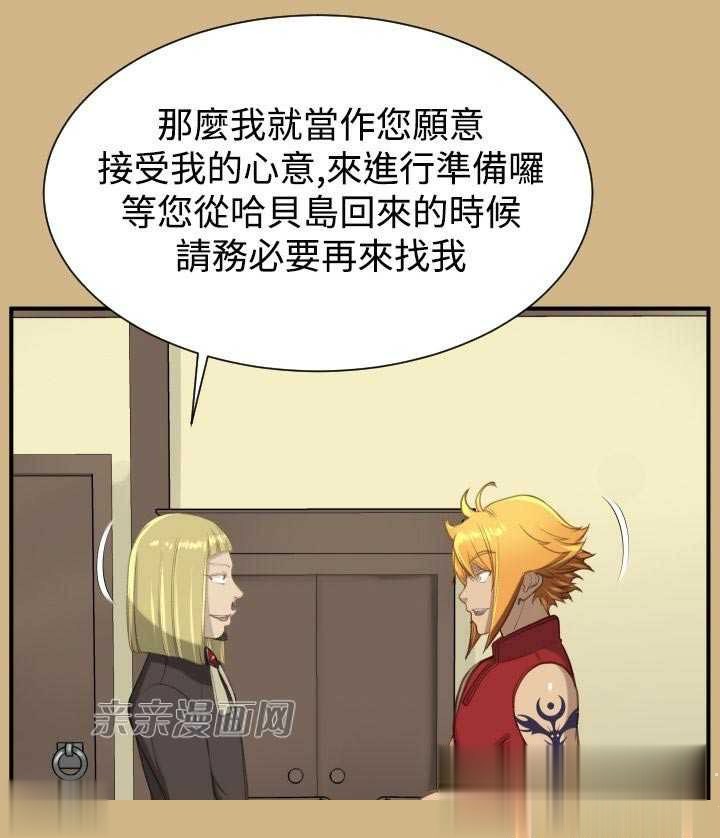 那麼我就當作您願意
接受我的心意,來進行準備囉
等您從哈貝島回來的時候
請務必要再來找我
亲亲漫画网